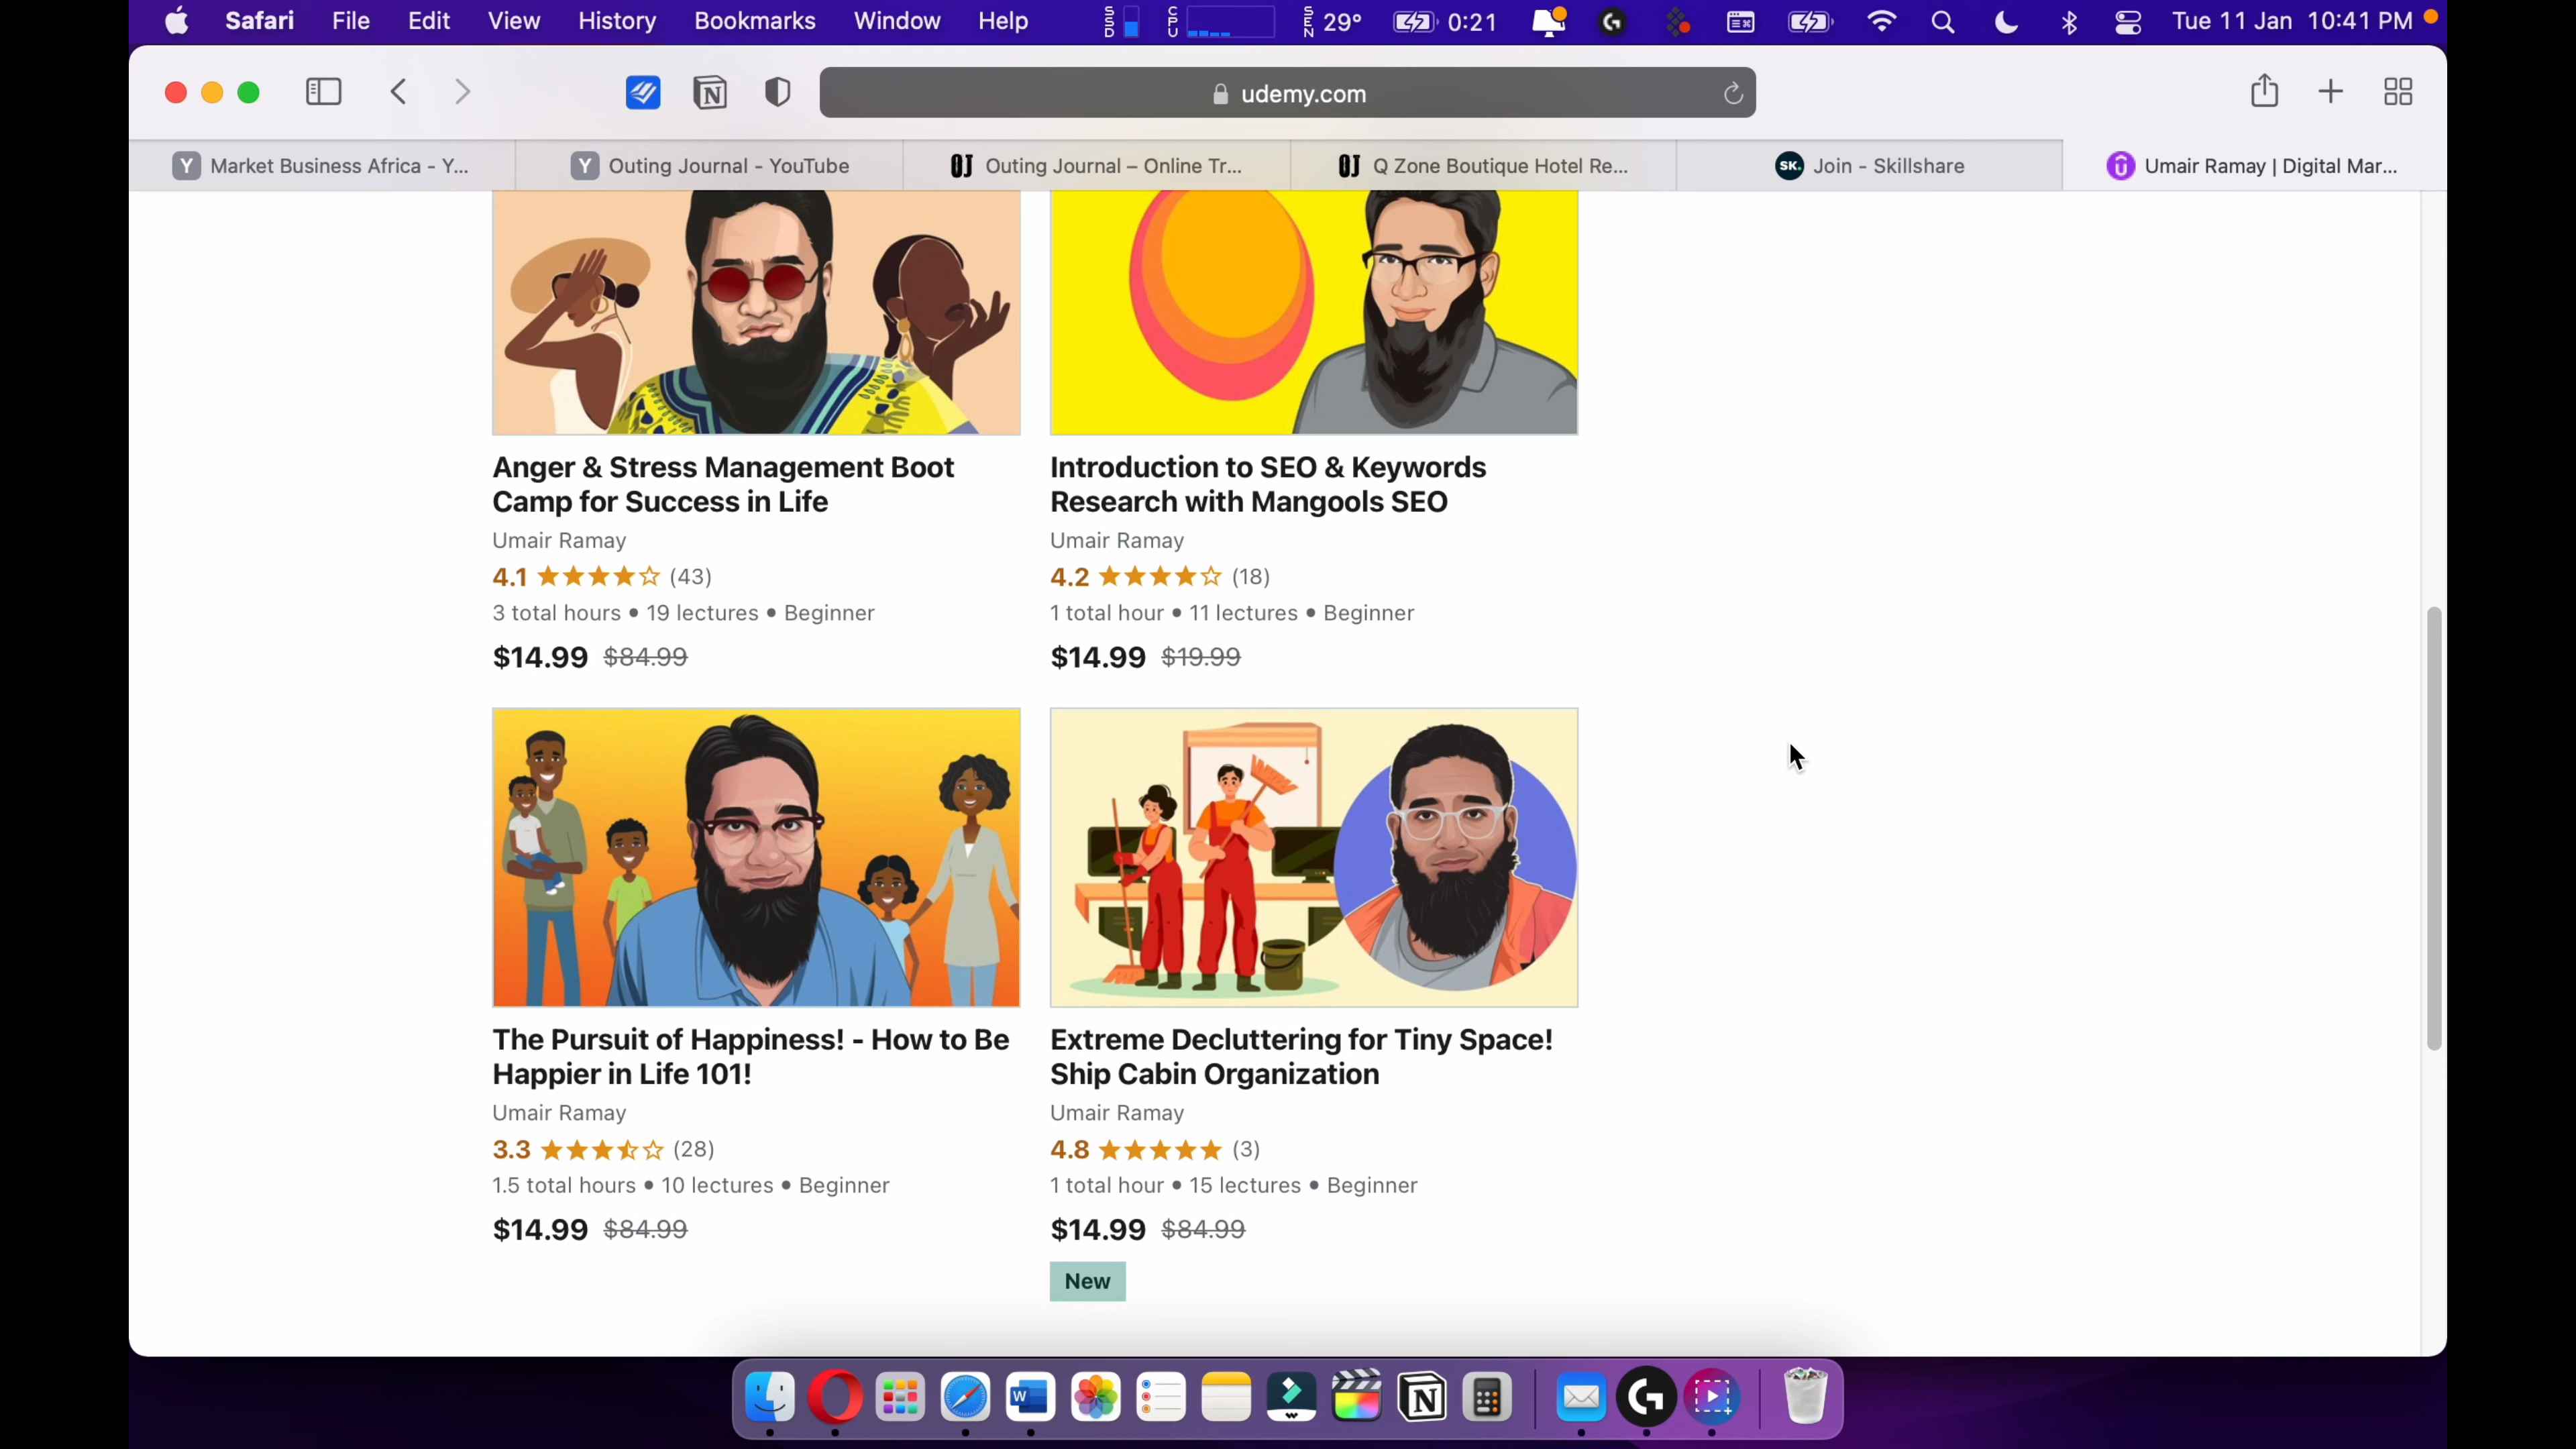 Safari File Edit View History Bookmarks Window Help SSD CPU SEN 29° 0:21 Tue 11 Jan 10:41 PM
udemy.com
Y Market Business Africa - Y... Y Outing Journal - YouTube OJ Outing Journal – Online Tr... OJ Q Zone Boutique Hotel Re... SK. Join - Skillshare Umair Ramay | Digital Mar...
Anger & Stress Management Boot
Camp for Success in Life
Umair Ramay
4.1 (43)
3 total hours • 19 lectures • Beginner
$14.99 $84.99
Introduction to SEO & Keywords
Research with Mangools SEO
Umair Ramay
4.2 (18)
1 total hour • 11 lectures • Beginner
$14.99 $19.99
The Pursuit of Happiness! - How to Be
Happier in Life 101!
Umair Ramay
3.3 (28)
1.5 total hours • 10 lectures • Beginner
$14.99 $84.99
Extreme Decluttering for Tiny Space!
Ship Cabin Organization
Umair Ramay
4.8 (3)
1 total hour • 15 lectures • Beginner
$14.99 $84.99
New